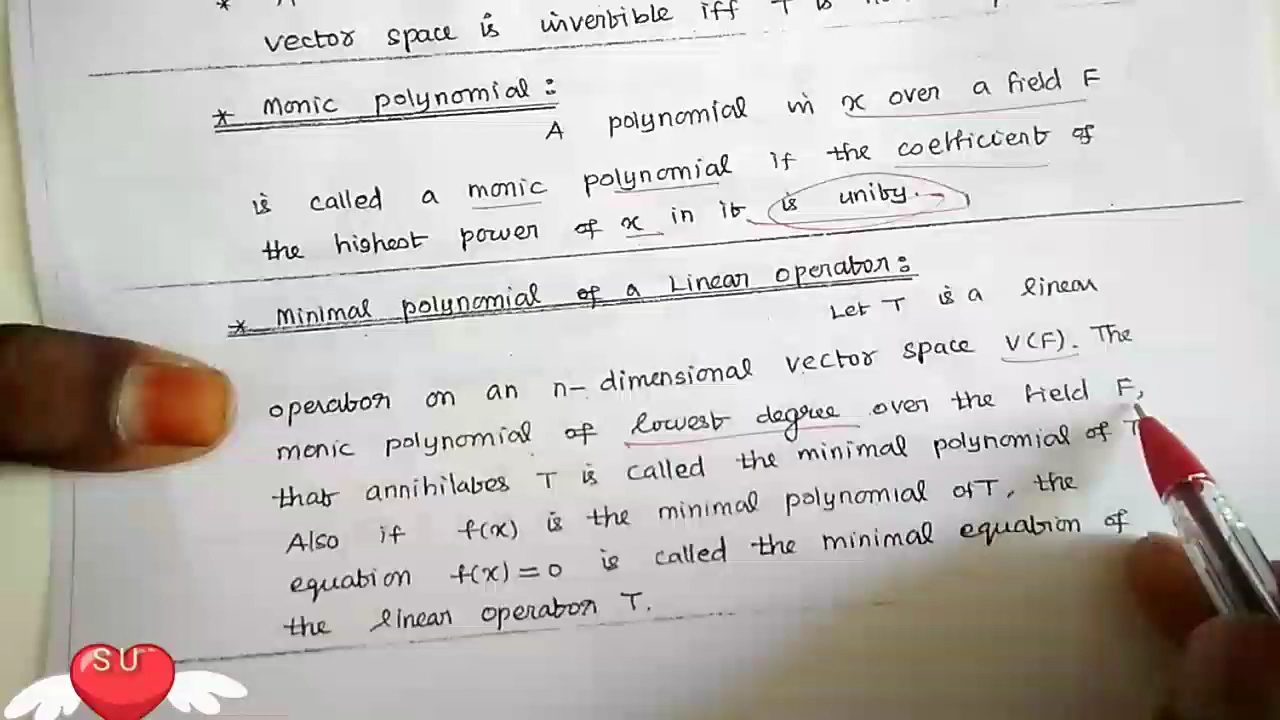 *
vector space is invertible iff T is
* Monic polynomial :
A polynomial in x over a field F
is called a monic polynomial if the coefficient of
the highest power of x in it is unity.
* Minimal polynomial of a Linear operator :
Let T is a linear
operator on an n-dimensional vector space V(F). The
monic polynomial of lowest degree over the field F,
that annihilates T is called the minimal polynomial of T
Also if f(x) is the minimal polynomial of T, the
equation f(x) = 0 is called the minimal equation of
the linear operator T.
SU